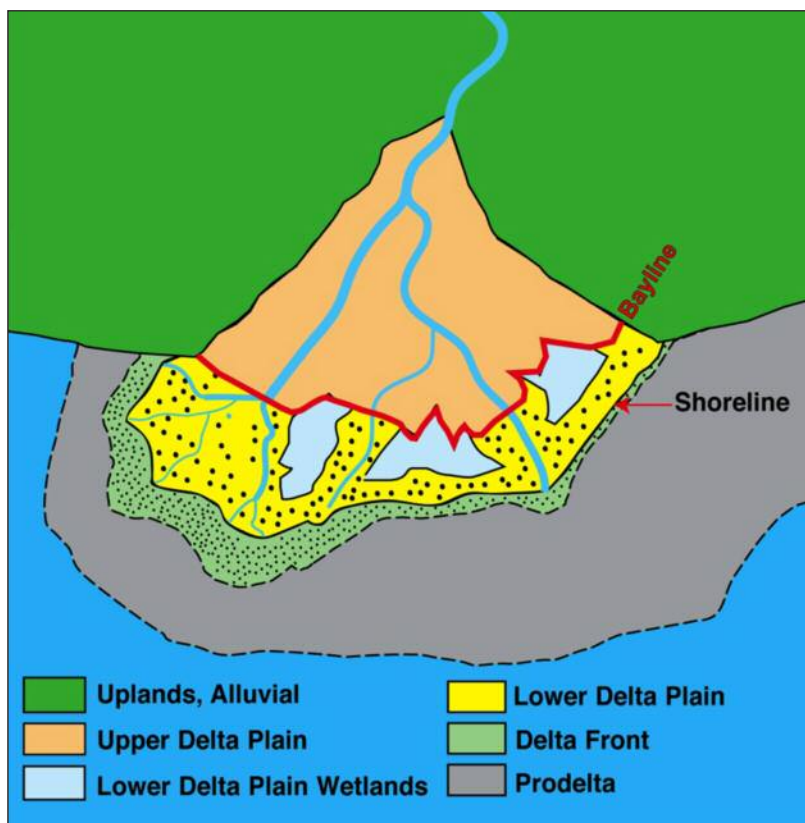 Bayline
Shoreline
Uplands, Alluvial
Upper Delta Plain
Lower Delta Plain Wetlands
Lower Delta Plain
Delta Front
Prodelta